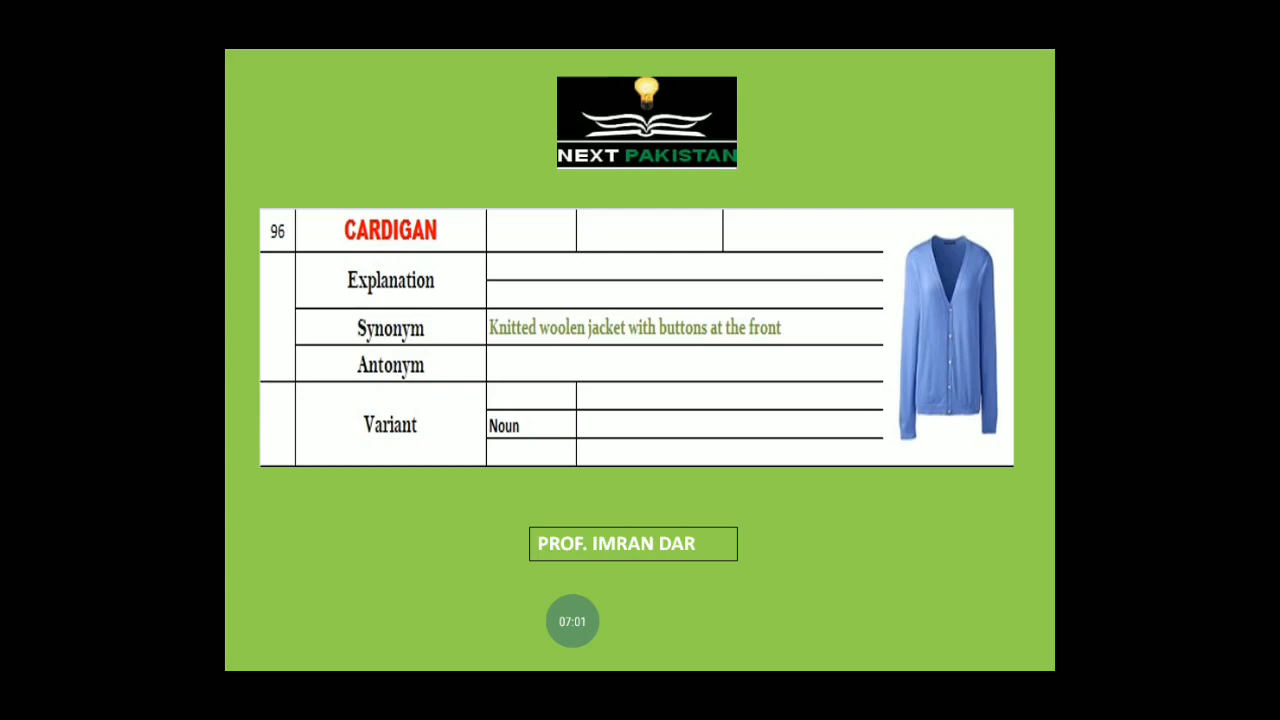 NEXT PAKISTAN
96 CARDIGAN
Explanation
Synonym Knitted woolen jacket with buttons at the front
Antonym
Variant Noun
PROF. IMRAN DAR
07:01